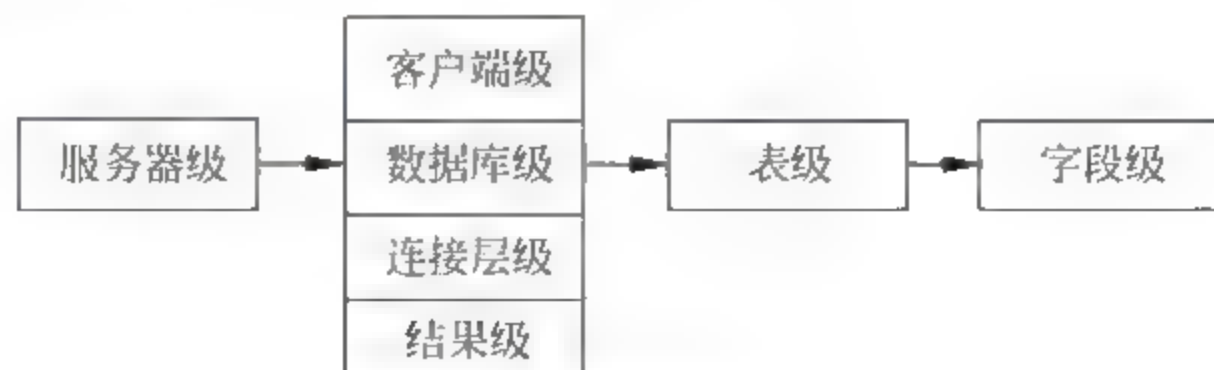 服务器级
客户端级
数据库级
连接层级
结果级
表级
字段级